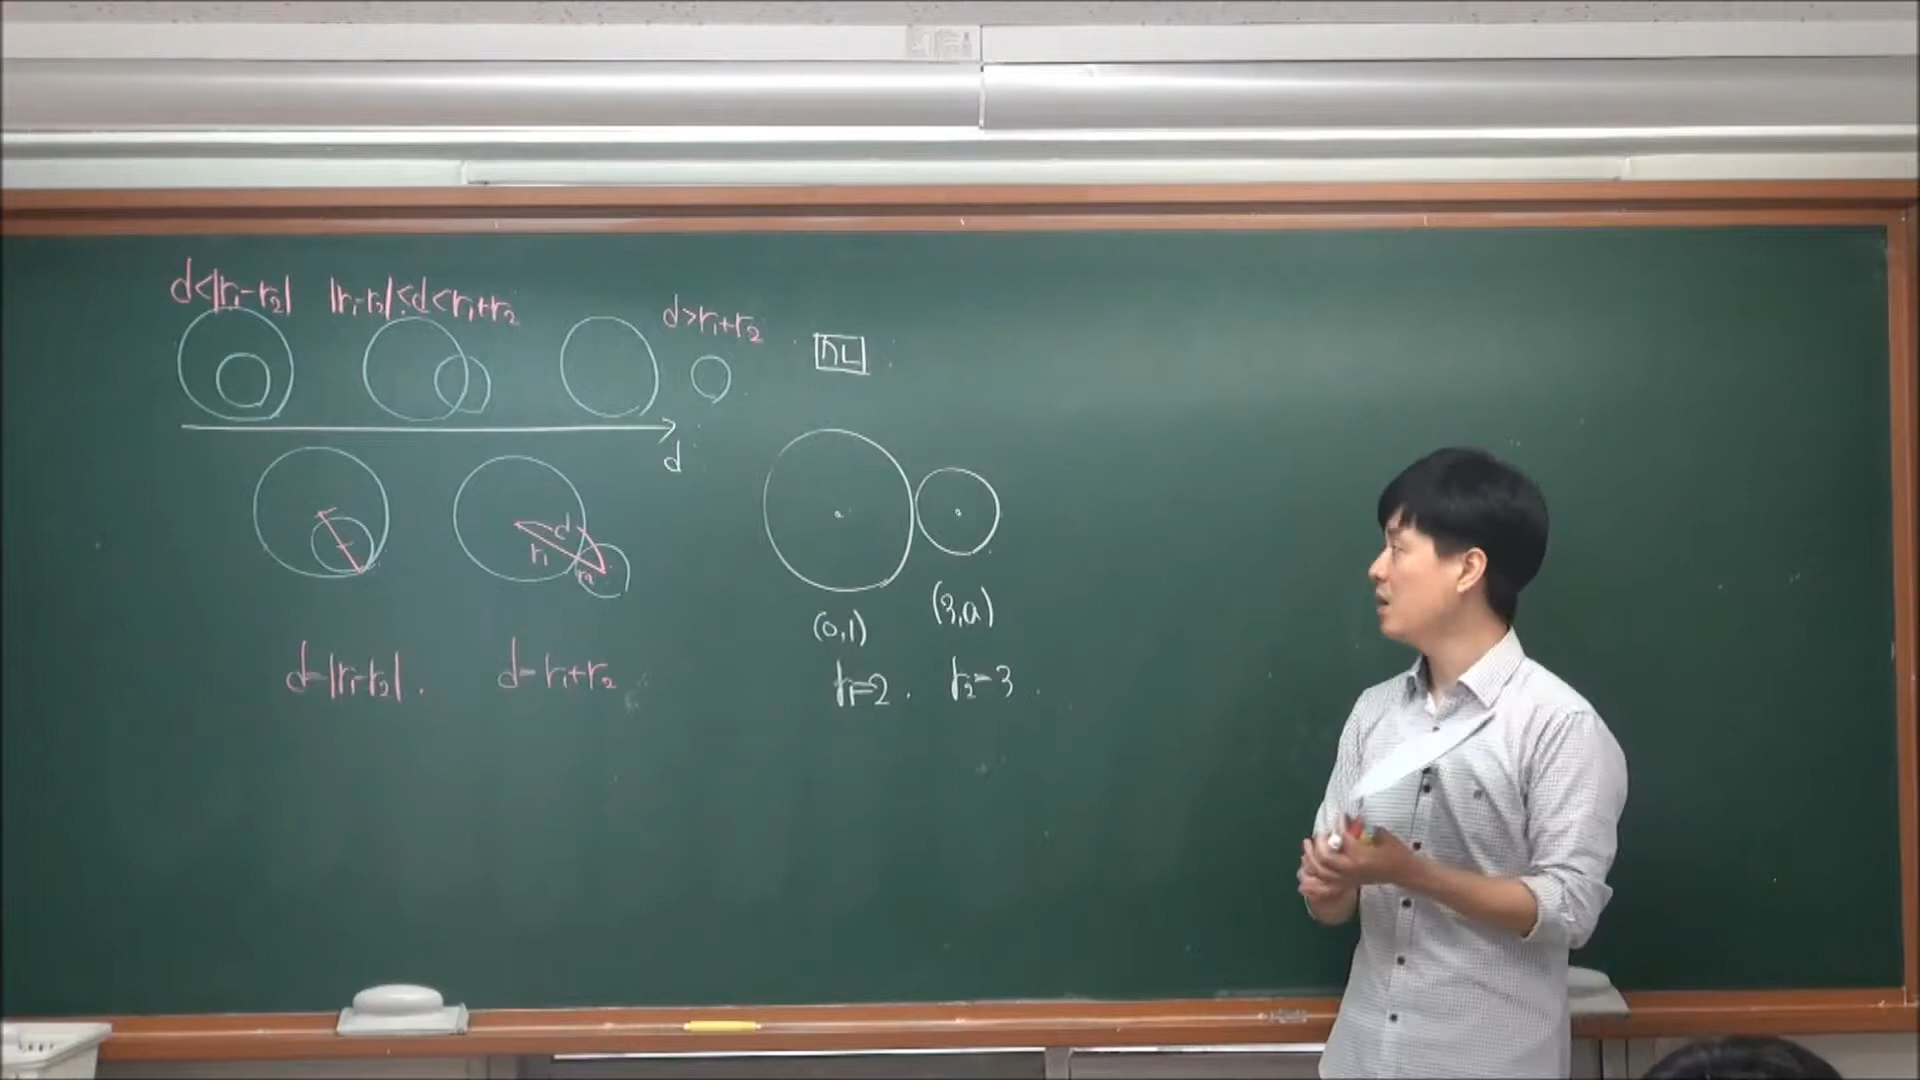 d<|r₁-r₂|
|r₁-r₂|<d<r₁+r₂
d>r₁+r₂
d
d
r₁
r₂
(0,1)
(3,a)
d=|r₁-r₂|.
d=r₁+r₂
r₁=2.
r₂=3.